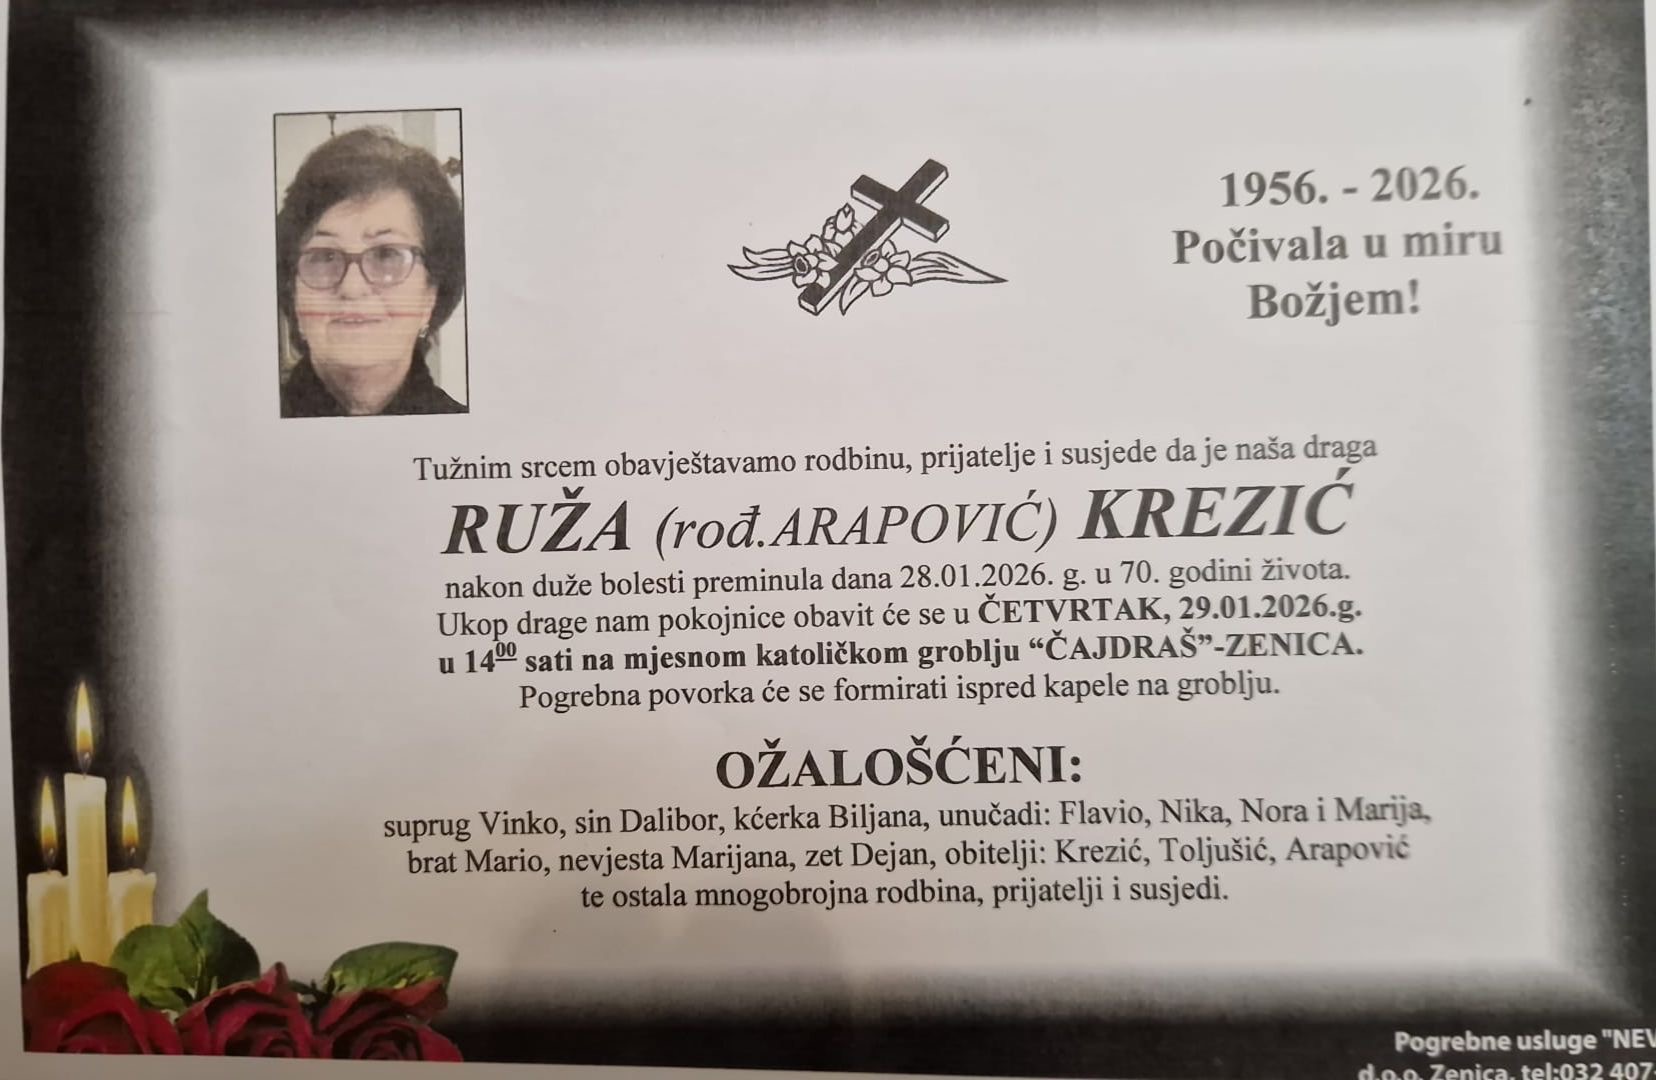 1956. - 2026.
Počivala u miru
Božjem!
Tužnim srcem obavještavamo rodbinu, prijatelje i susjede da je naša draga
RUŽA (rođ.ARAPOVIĆ) KREZIĆ
nakon duže bolesti preminula dana 28.01.2026. g. u 70. godini života.
Ukop drage nam pokojnice obavit će se u ČETVRTAK, 29.01.2026.g.
u 14⁰⁰ sati na mjesnom katoličkom groblju “ČAJDRAŠ”-ZENICA.
Pogrebna povorka će se formirati ispred kapele na groblju.
OŽALOŠĆENI:
suprug Vinko, sin Dalibor, kćerka Biljana, unučadi: Flavio, Nika, Nora i Marija,
brat Mario, nevjesta Marijana, zet Dejan, obitelji: Krezić, Toljušić, Arapović
te ostala mnogobrojna rodbina, prijatelji i susjedi.
Pogrebne usluge "NEV
d.o.o. Zenica, tel:032 407-